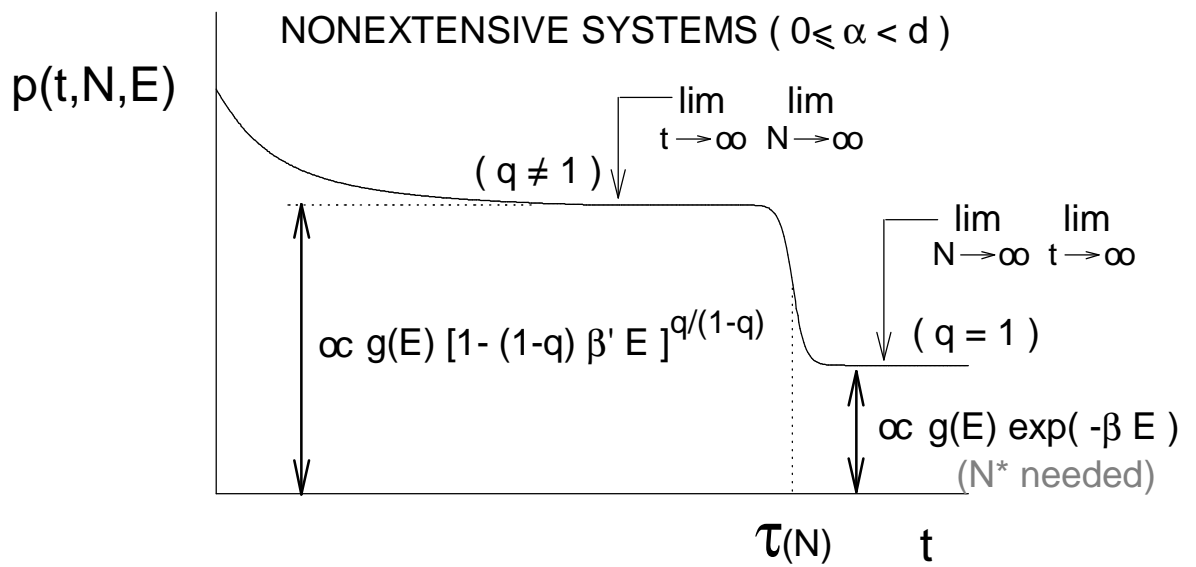 NONEXTENSIVE SYSTEMS ( 0⩽ α < d )
p(t,N,E)
lim lim
t→∞ N→∞
( q ≠ 1 )
lim lim
N→∞ t→∞
∝ g(E) [1- (1-q) β' E ]^q/(1-q)
( q = 1 )
∝ g(E) exp( -β E )
(N* needed)
τ(N) t